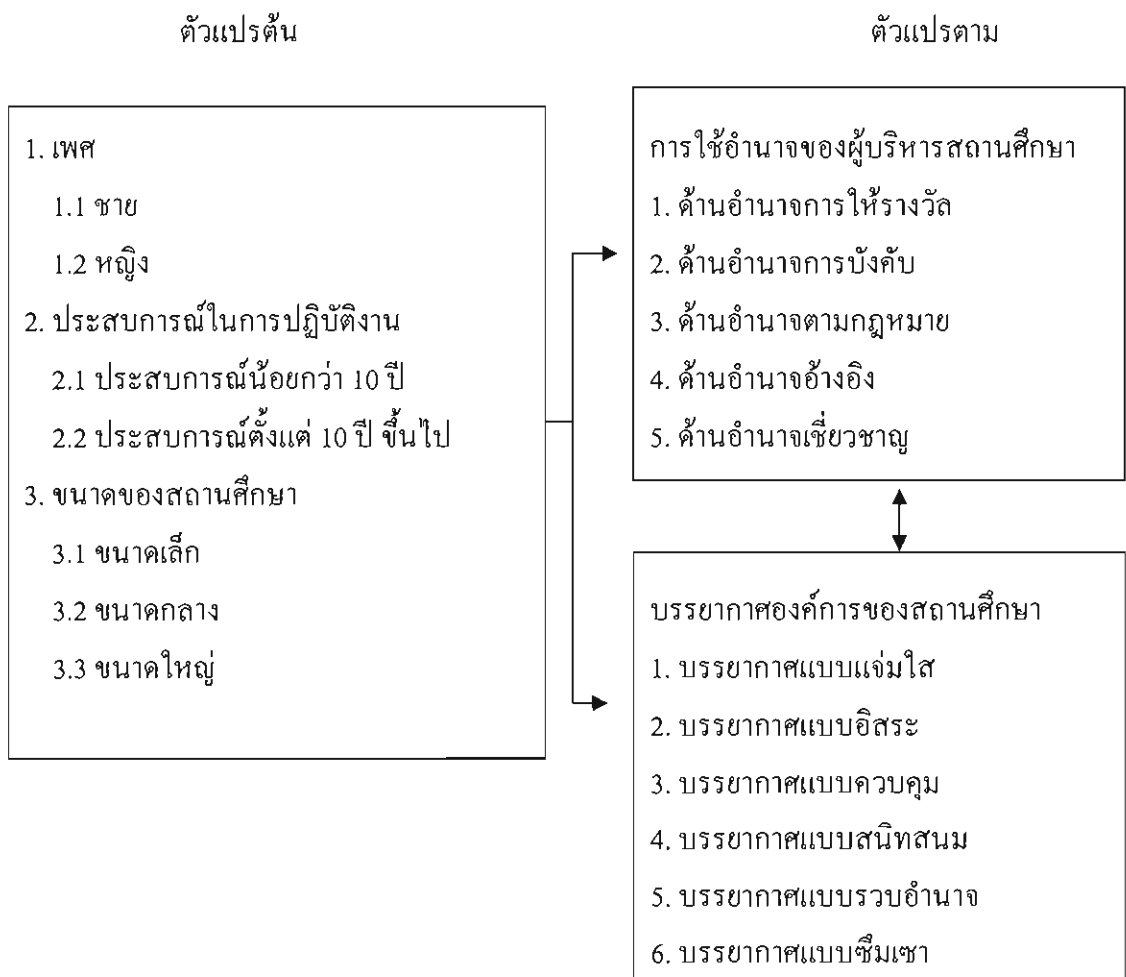 ตัวแปรต้น
ตัวแปรตาม
1. เพศ
1.1 ชาย
1.2 หญิง
2. ประสบการณ์ในการปฏิบัติงาน
2.1 ประสบการณ์น้อยกว่า 10 ปี
2.2 ประสบการณ์ตั้งแต่ 10 ปี ขึ้นไป
3. ขนาดของสถานศึกษา
3.1 ขนาดเล็ก
3.2 ขนาดกลาง
3.3 ขนาดใหญ่
การใช้อำนาจของผู้บริหารสถานศึกษา
1. ด้านอำนาจการให้รางวัล
2. ด้านอำนาจการบังคับ
3. ด้านอำนาจตามกฎหมาย
4. ด้านอำนาจอ้างอิง
5. ด้านอำนาจเชี่ยวชาญ
บรรยากาศองค์การของสถานศึกษา
1. บรรยากาศแบบแจ่มใส
2. บรรยากาศแบบอิสระ
3. บรรยากาศแบบควบคุม
4. บรรยากาศแบบสนิทสนม
5. บรรยากาศแบบรวบอำนาจ
6. บรรยากาศแบบซึมเซา